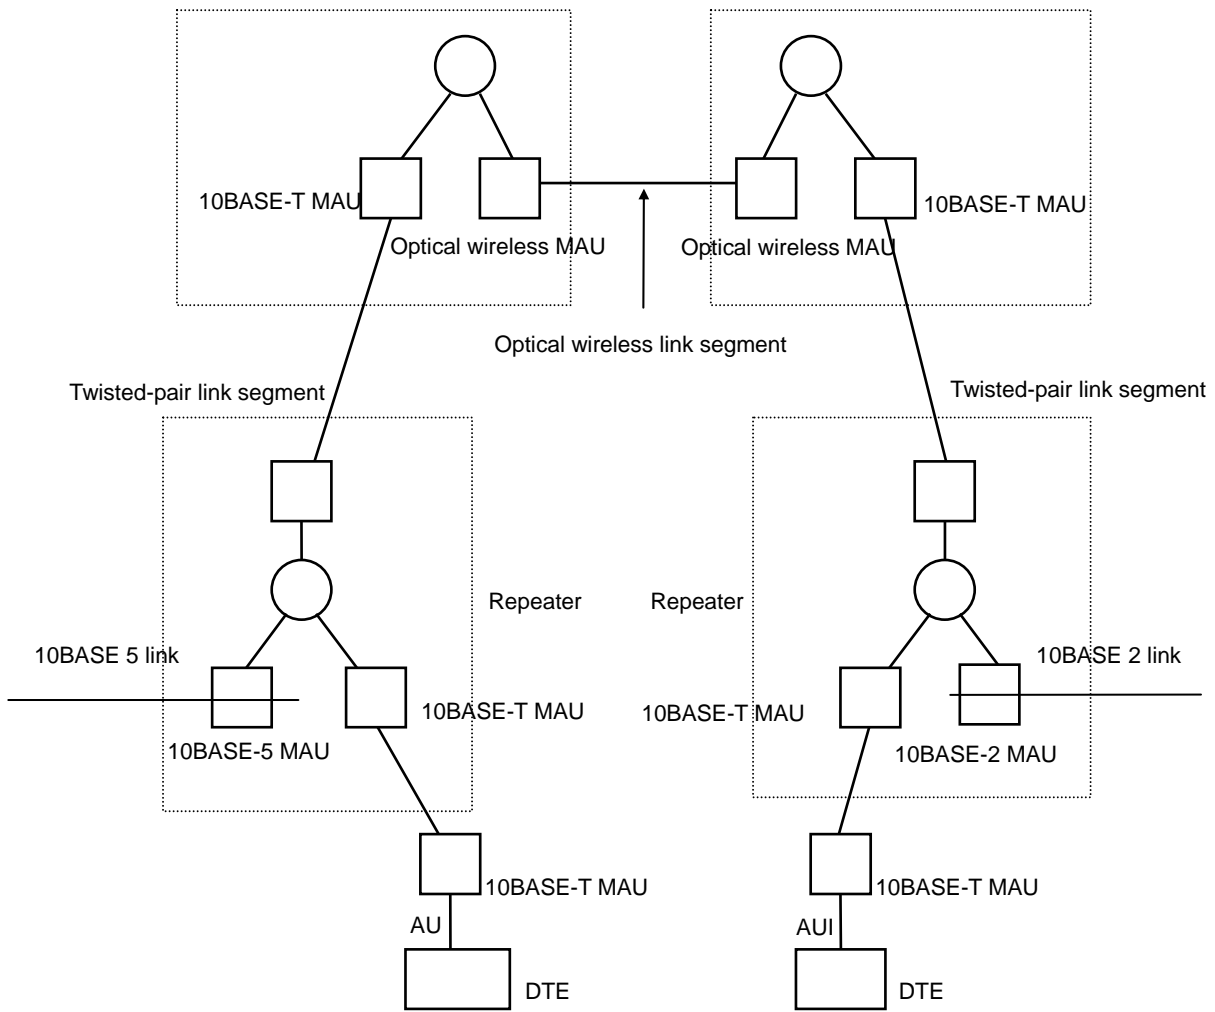 10BASE-T MAU
10BASE-T MAU
Optical wireless MAU
Optical wireless MAU
Optical wireless link segment
Twisted-pair link segment
Twisted-pair link segment
Repeater
Repeater
10BASE 5 link
10BASE 2 link
10BASE-T MAU
10BASE-T MAU
10BASE-5 MAU
10BASE-2 MAU
10BASE-T MAU
10BASE-T MAU
AU
AUI
DTE
DTE